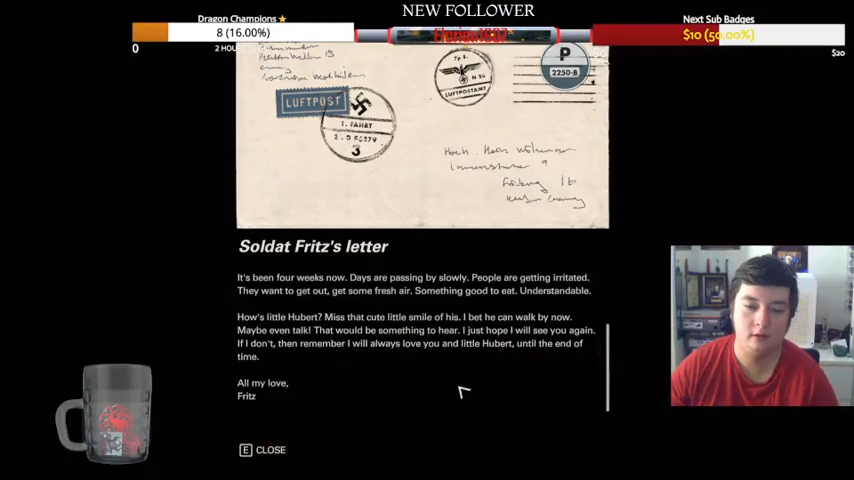 NEW FOLLOWER
Dragon Champions
Next Sub Badges
8 (16.00%)
$10 (50.00%)
0
$20
P
2250-B
LUFTPOSTAMT
LUFTPOST
1. FAHRT
3
Soldat Fritz's letter
It's been four weeks now. Days are passing by slowly. People are getting irritated.
They want to get out, get some fresh air. Something good to eat. Understandable.
How's little Hubert? Miss that cute little smile of his. I bet he can walk by now.
Maybe even talk! That would be something to hear. I just hope I will see you again.
If I don't, then remember I will always love you and little Hubert, until the end of
time.
All my love,
Fritz
E CLOSE